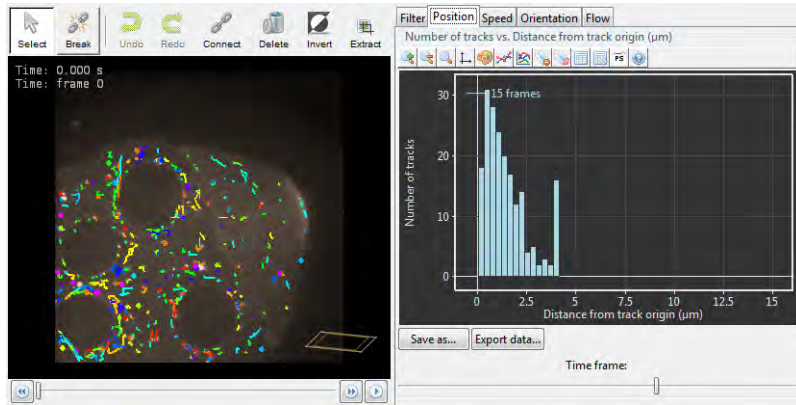 Select Break Undo Redo Connect Delete Invert Extract
Time: 0.000 s
Time: frame 0
Filter Position Speed Orientation Flow
Number of tracks vs. Distance from track origin (µm)
PS
15 frames
30
20
10
0
Number of tracks
0 2.5 5 7.5 10 12.5 15
Distance from track origin (µm)
Save as... Export data...
Time frame: